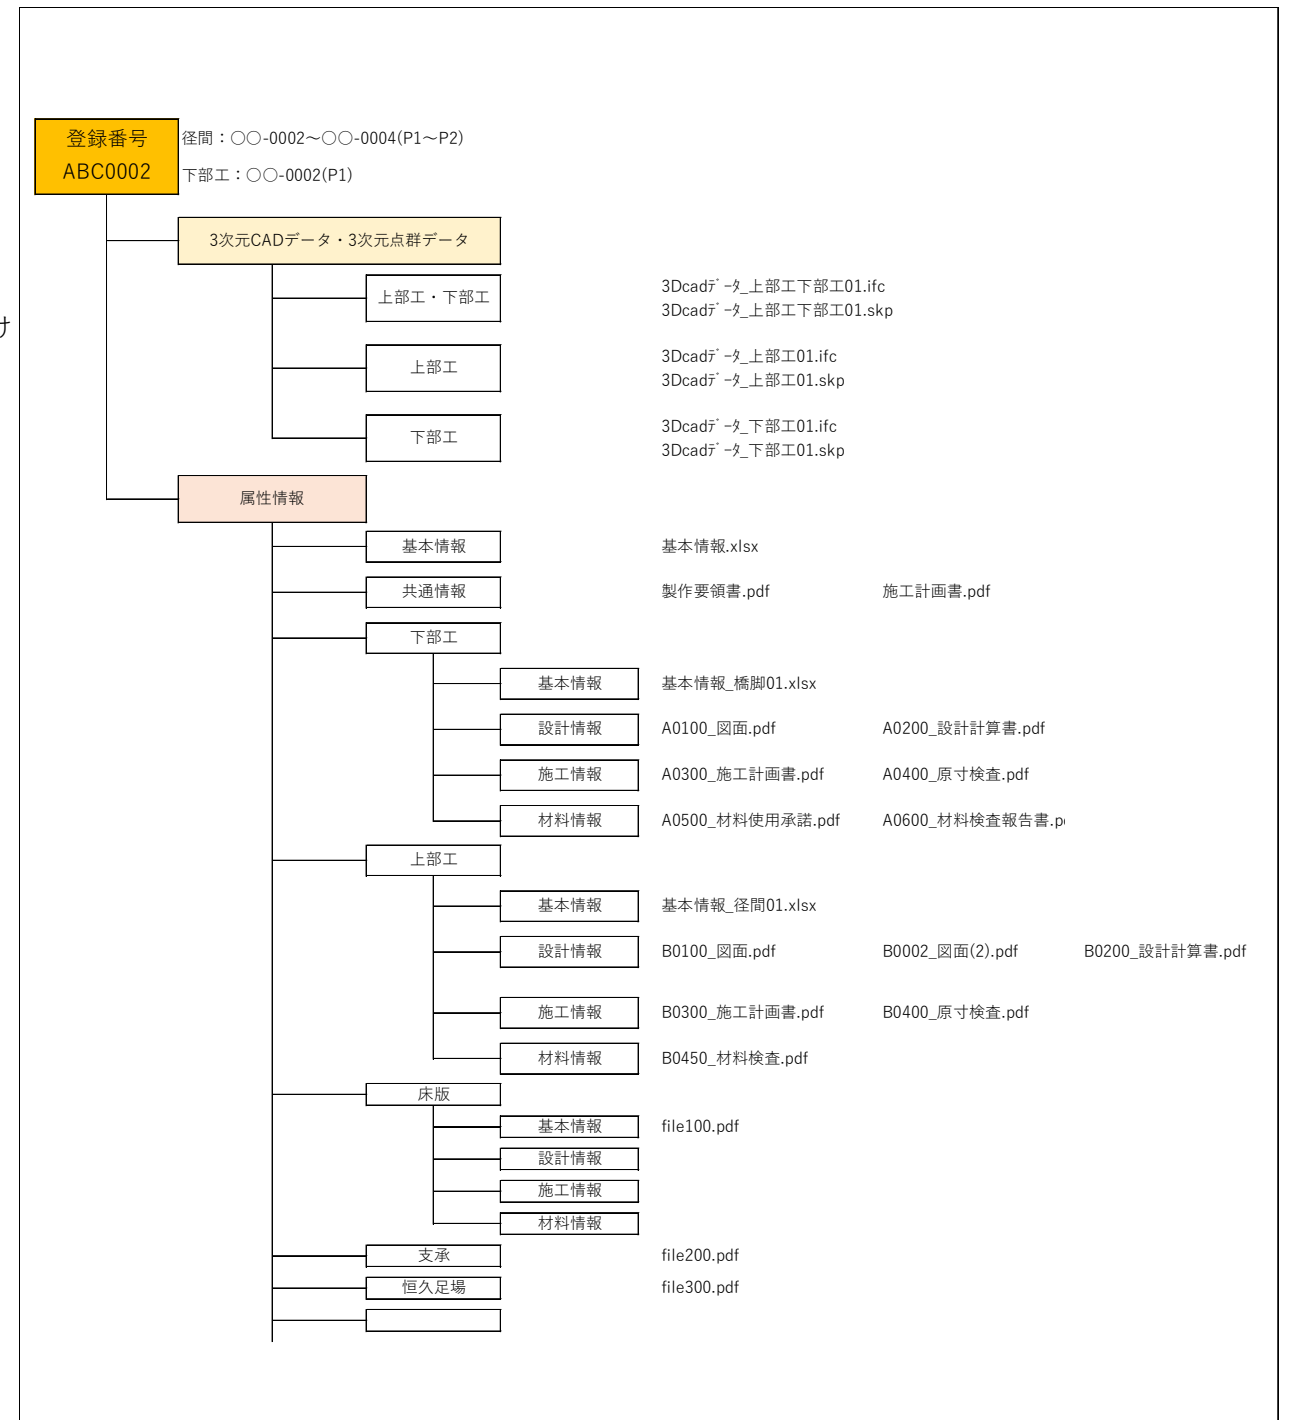 登録番号
ABC0002
径間：○○-0002～○○-0004(P1～P2)
下部工：○○-0002(P1)
3次元CADデータ・3次元点群データ
上部工・下部工
3Dcadﾃﾞｰﾀ_上部工下部工01.ifc
3Dcadﾃﾞｰﾀ_上部工下部工01.skp
け
上部工
3Dcadﾃﾞｰﾀ_上部工01.ifc
3Dcadﾃﾞｰﾀ_上部工01.skp
下部工
3Dcadﾃﾞｰﾀ_下部工01.ifc
3Dcadﾃﾞｰﾀ_下部工01.skp
属性情報
基本情報 基本情報.xlsx
共通情報 製作要領書.pdf 施工計画書.pdf
下部工
基本情報 基本情報_橋脚01.xlsx
設計情報 A0100_図面.pdf A0200_設計計算書.pdf
施工情報 A0300_施工計画書.pdf A0400_原寸検査.pdf
材料情報 A0500_材料使用承諾.pdf A0600_材料検査報告書.p
上部工
基本情報 基本情報_径間01.xlsx
設計情報 B0100_図面.pdf B0002_図面(2).pdf B0200_設計計算書.pdf
施工情報 B0300_施工計画書.pdf B0400_原寸検査.pdf
材料情報 B0450_材料検査.pdf
床版
基本情報 file100.pdf
設計情報
施工情報
材料情報
支承 file200.pdf
恒久足場 file300.pdf